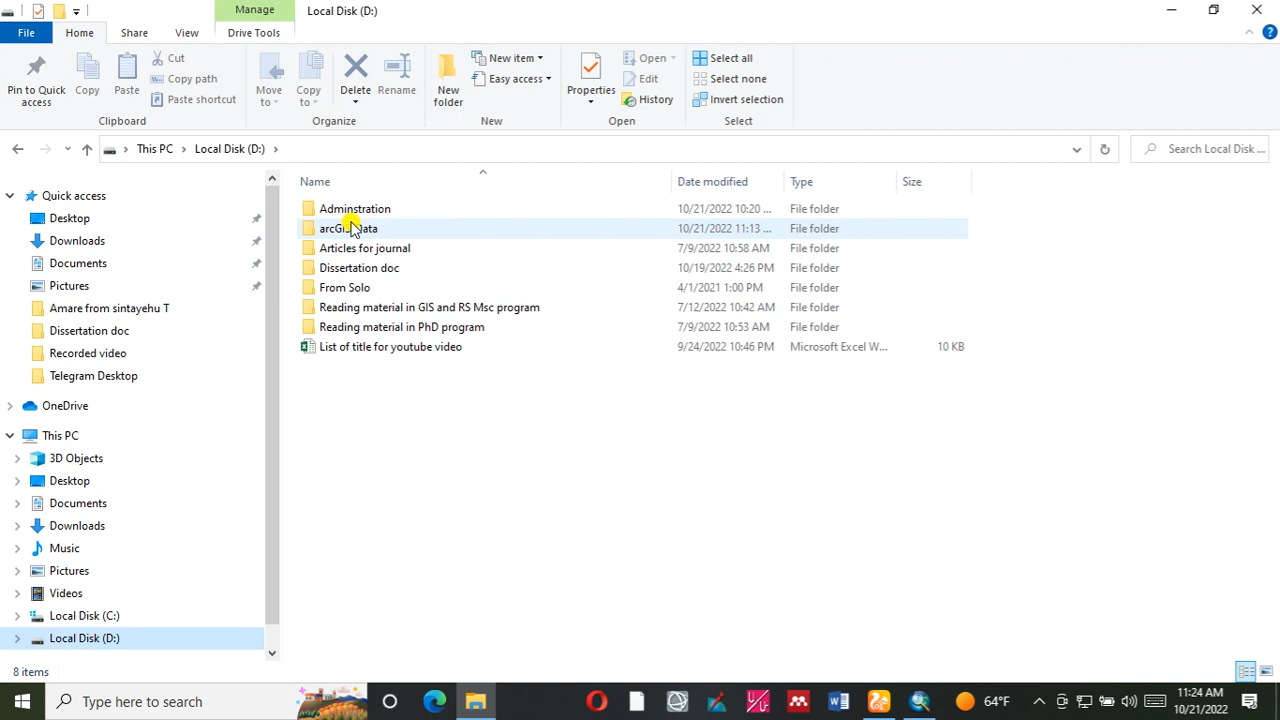 Manage
Local Disk (D:)
File
Home
Share
View
Drive Tools
Pin to Quick access
Copy
Paste
Cut
Copy path
Paste shortcut
Clipboard
Move to
Copy to
Delete
Rename
Organize
New folder
New item
Easy access
New
Properties
Open
Edit
History
Open
Select all
Select none
Invert selection
Select
This PC > Local Disk (D:) >
Search Local Disk ...
Name
Date modified
Type
Size
Adminstration 10/21/2022 10:20 ... File folder
10/21/2022 11:13 ... File folder
Articles for journal 7/9/2022 10:58 AM File folder
Dissertation doc 10/19/2022 4:26 PM File folder
From Solo 4/1/2021 1:00 PM File folder
Reading material in GIS and RS Msc program 7/12/2022 10:42 AM File folder
Reading material in PhD program 7/9/2022 10:53 AM File folder
List of title for youtube video 9/24/2022 10:46 PM Microsoft Excel W... 10 KB
Quick access
Desktop
Downloads
Documents
Pictures
Amare from sintayehu T
Dissertation doc
Recorded video
Telegram Desktop
OneDrive
This PC
3D Objects
Desktop
Documents
Downloads
Music
Pictures
Videos
Local Disk (C:)
Local Disk (D:)
8 items
Type here to search
64°F
11:24 AM
10/21/2022